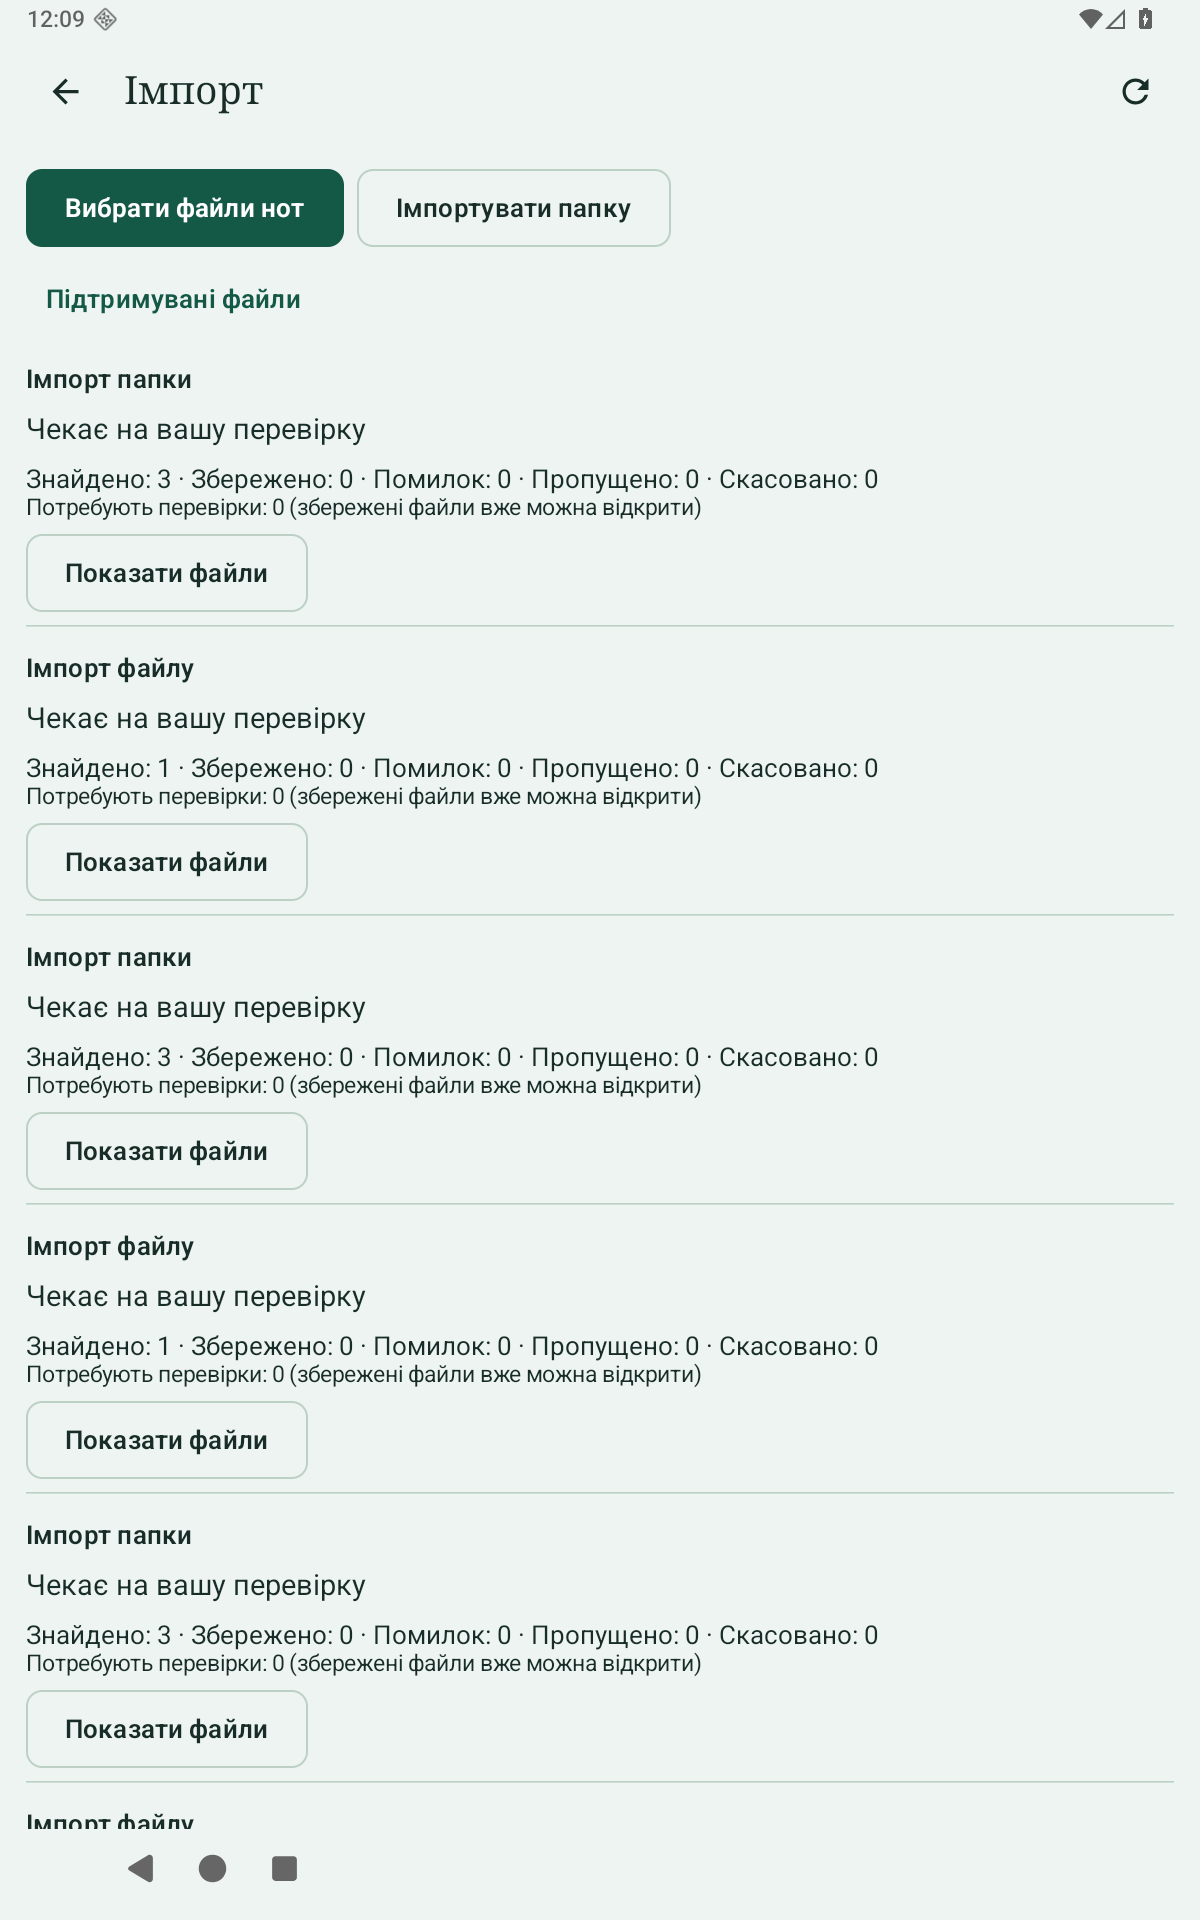 12:09
Імпорт
Вибрати файли нот
Імпортувати папку
Підтримувані файли
Імпорт папки
Чекає на вашу перевірку
Знайдено: 3 · Збережено: 0 · Помилок: 0 · Пропущено: 0 · Скасовано: 0
Потребують перевірки: 0 (збережені файли вже можна відкрити)
Показати файли
Імпорт файлу
Чекає на вашу перевірку
Знайдено: 1 · Збережено: 0 · Помилок: 0 · Пропущено: 0 · Скасовано: 0
Потребують перевірки: 0 (збережені файли вже можна відкрити)
Показати файли
Імпорт папки
Чекає на вашу перевірку
Знайдено: 3 · Збережено: 0 · Помилок: 0 · Пропущено: 0 · Скасовано: 0
Потребують перевірки: 0 (збережені файли вже можна відкрити)
Показати файли
Імпорт файлу
Чекає на вашу перевірку
Знайдено: 1 · Збережено: 0 · Помилок: 0 · Пропущено: 0 · Скасовано: 0
Потребують перевірки: 0 (збережені файли вже можна відкрити)
Показати файли
Імпорт папки
Чекає на вашу перевірку
Знайдено: 3 · Збережено: 0 · Помилок: 0 · Пропущено: 0 · Скасовано: 0
Потребують перевірки: 0 (збережені файли вже можна відкрити)
Показати файли
Імпорт файлу